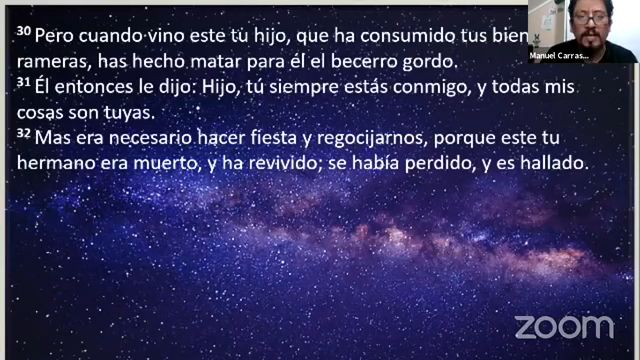 30 Pero cuando vino este tu hijo, que ha consumido tus
rameras, has hecho matar para él el becerro gordo.
31 Él entonces le dijo: Hijo, tú siempre estás conmigo, y todas mis
cosas son tuyas.
32 Mas era necesario hacer fiesta y regocijarnos, porque este tu
hermano era muerto, y ha revivido; se había perdido, y es hallado.
Manuel Carras...
zoom